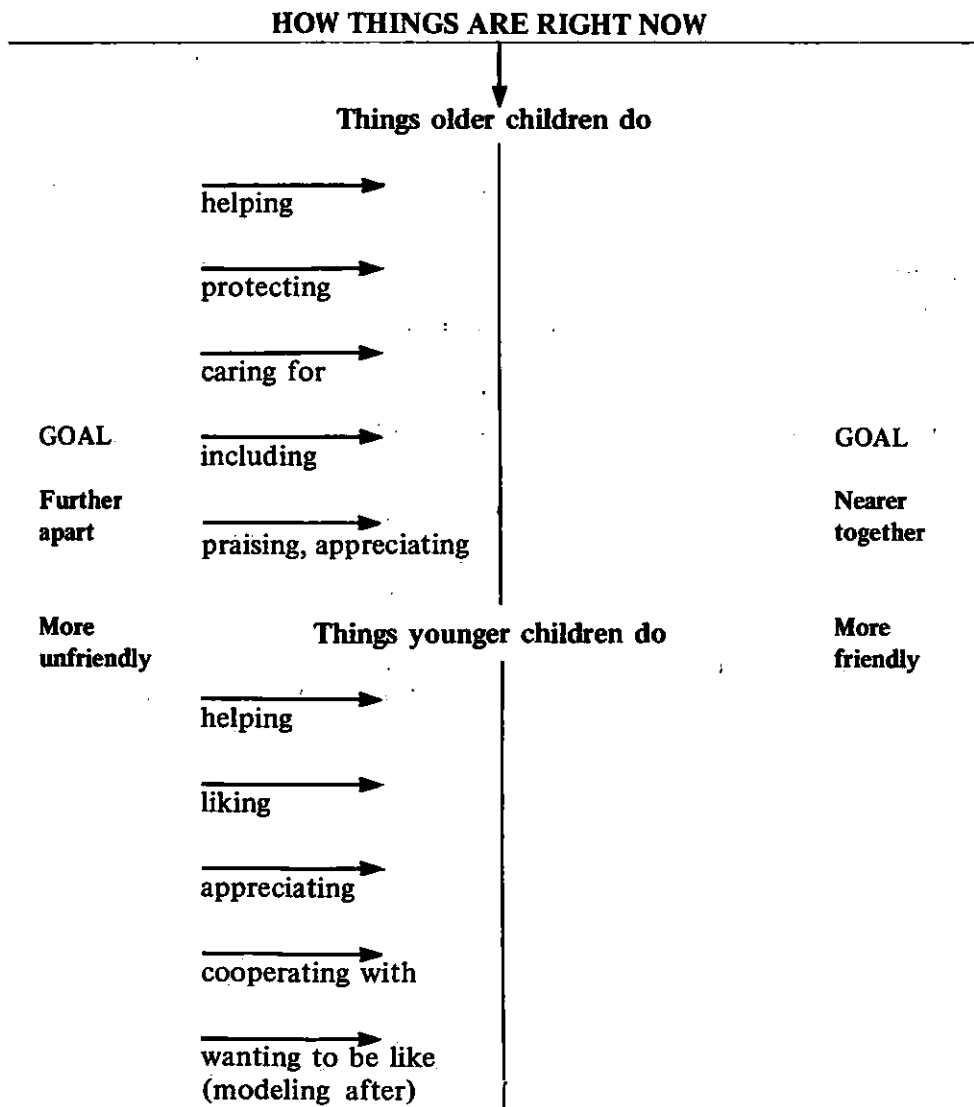 HOW THINGS ARE RIGHT NOW
Things older children do
helping
protecting
caring for
GOAL
including
GOAL
Further
apart
praising, appreciating
Nearer
together
More
unfriendly
Things younger children do
More
friendly
helping
liking
appreciating
cooperating with
wanting to be like
(modeling after)